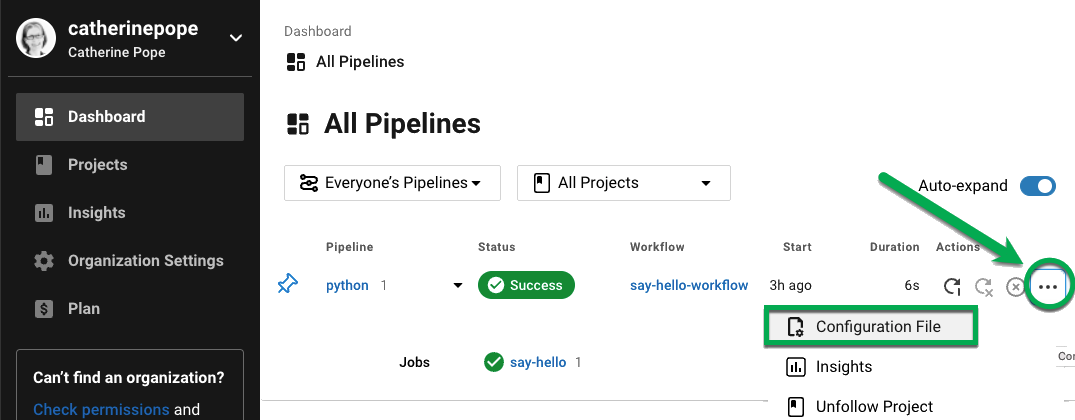 catherinepope
Catherine Pope
Dashboard
Projects
Insights
Organization Settings
Plan
Can't find an organization?
Check permissions and
Dashboard
All Pipelines
All Pipelines
Everyone's Pipelines
All Projects
Auto-expand
Pipeline Status Workflow Start Duration Actions
python 1 Success say-hello-workflow 3h ago 6s
Configuration File
Jobs say-hello 1
Insights
Unfollow Project